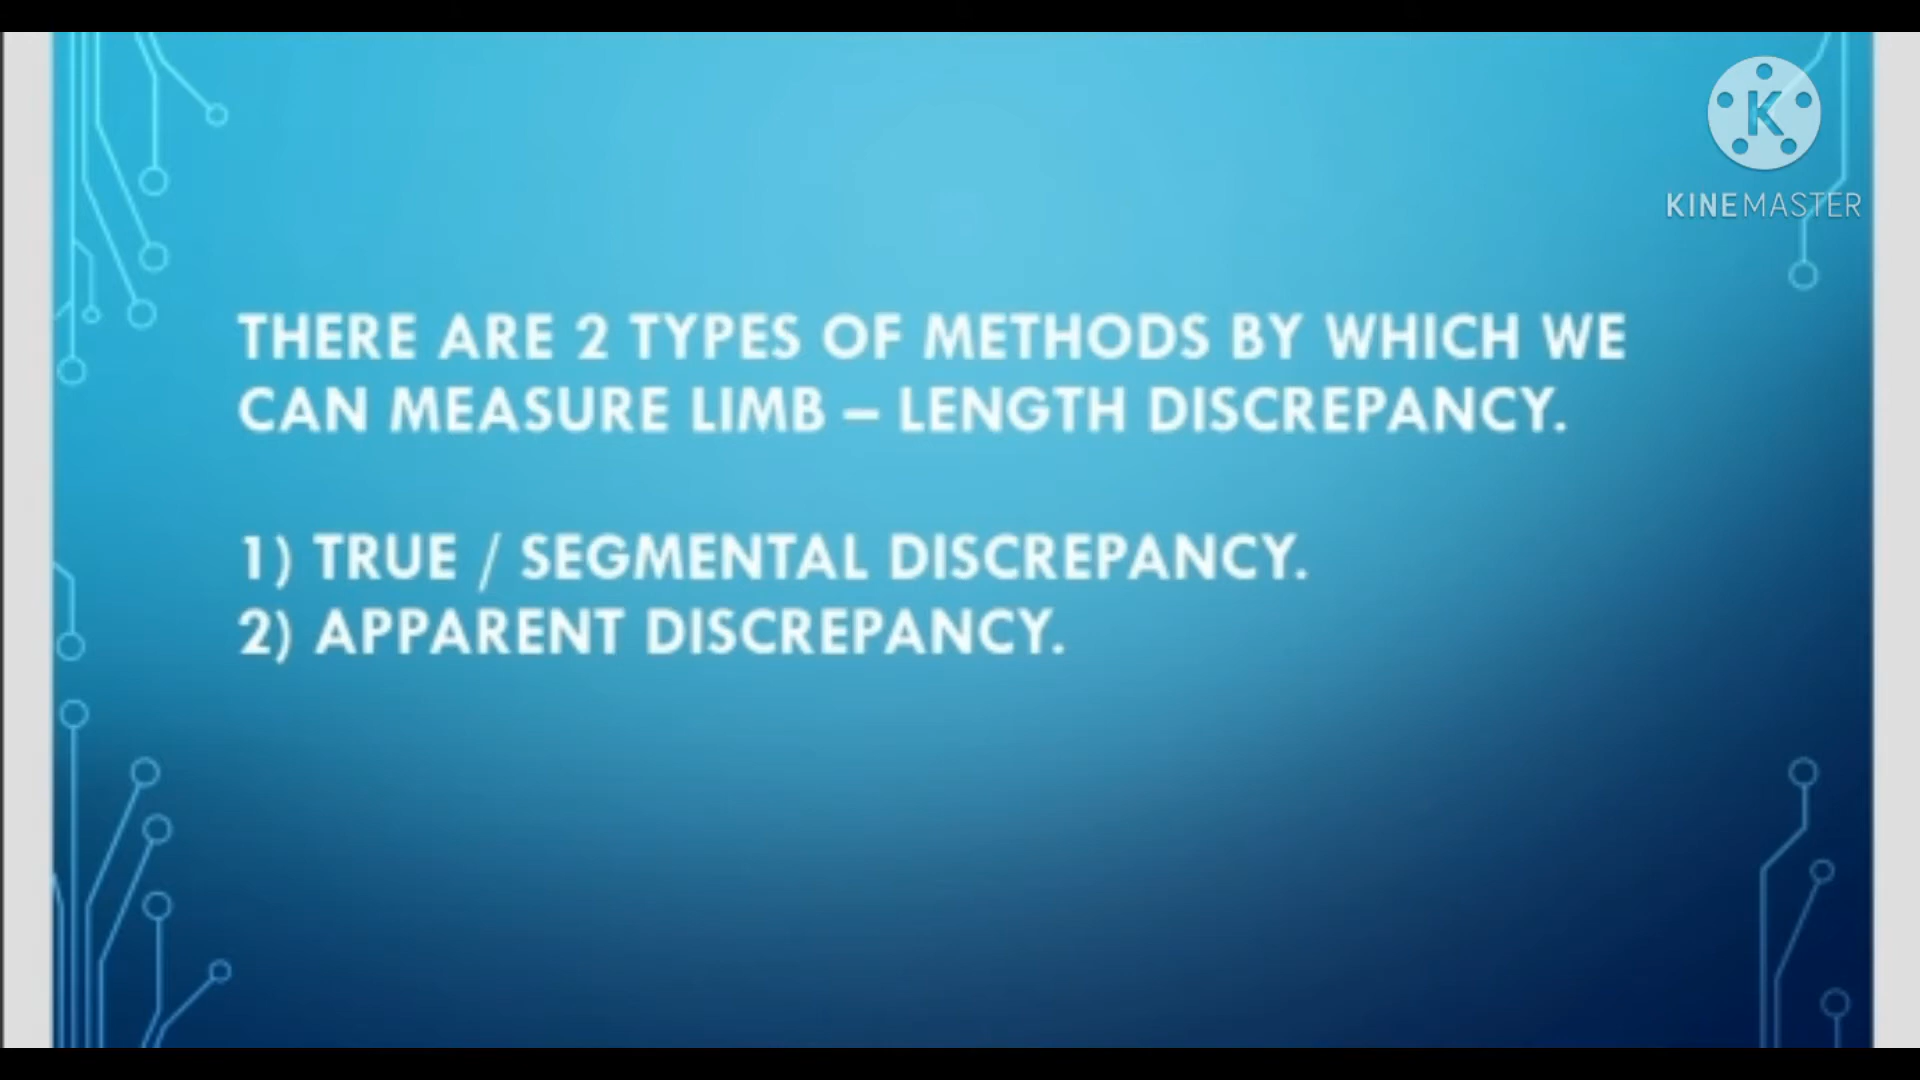 K
KINEMASTER
THERE ARE 2 TYPES OF METHODS BY WHICH WE
CAN MEASURE LIMB – LENGTH DISCREPANCY.
1) TRUE / SEGMENTAL DISCREPANCY.
2) APPARENT DISCREPANCY.